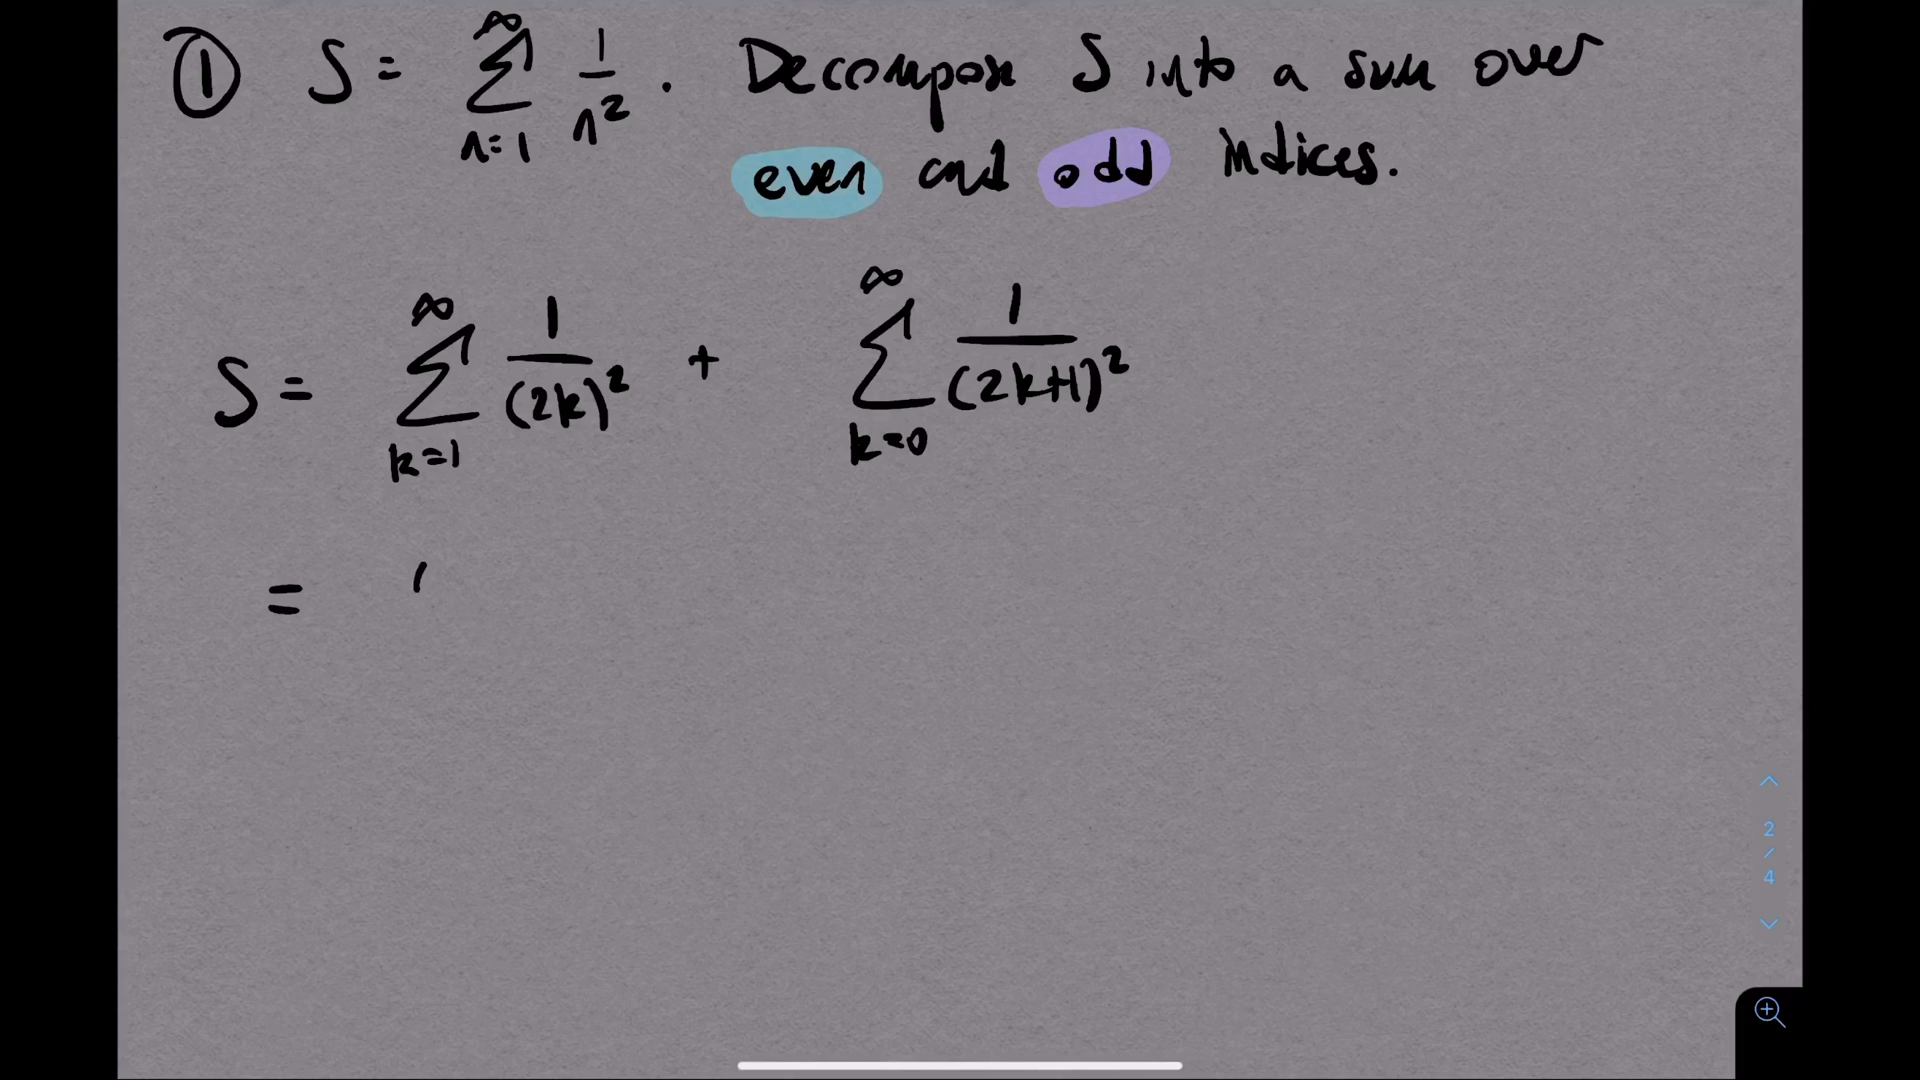 ① S = ∞∑n=1 1/n². Decompose S into a sum over
even and odd indices.
S = ∞∑k=1 1/(2k)² + ∞∑k=0 1/(2k+1)²
=
2
/
4